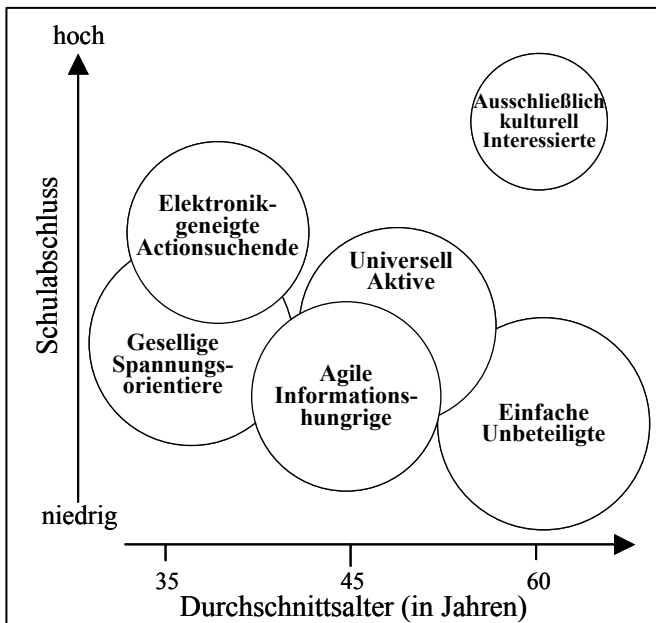 hoch
Schulabschluss
niedrig
Ausschließlich
kulturell
Interessierte
Elektronik-
geneigte
Actionsuchende
Universell
Aktive
Gesellige
Spannungs-
orientiere
Agile
Informations-
hungrige
Einfache
Unbeteiligte
35
45
60
Durchschnittsalter (in Jahren)